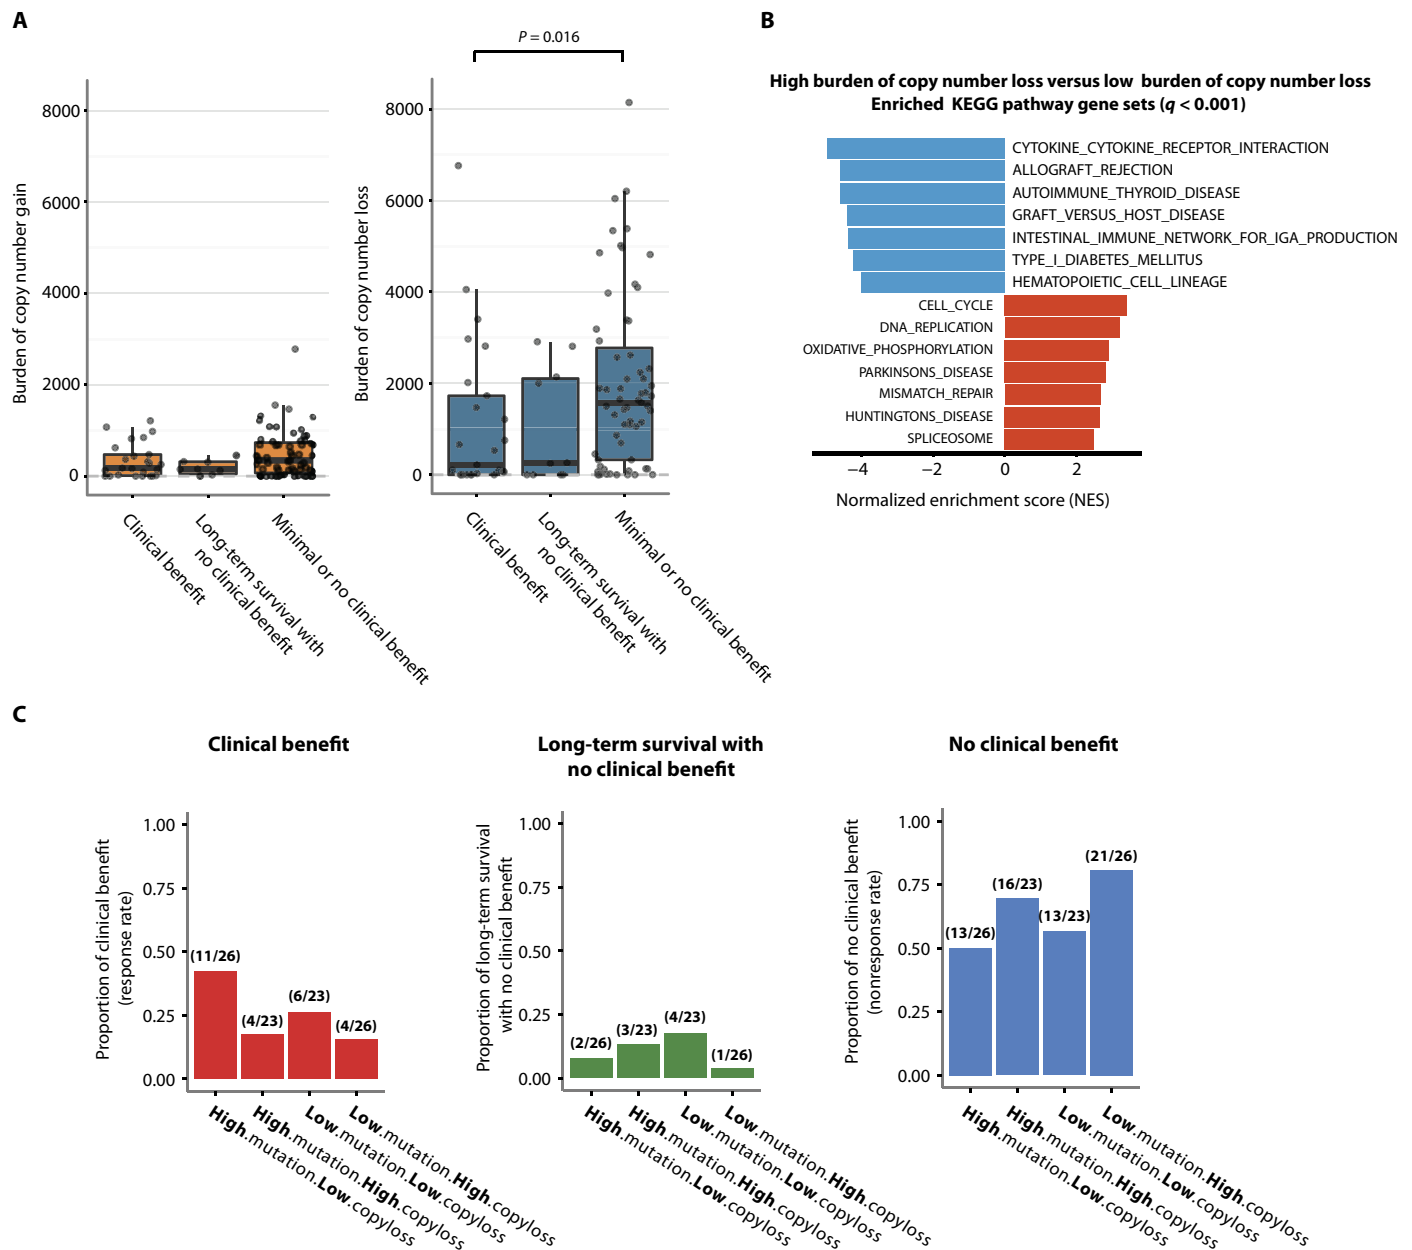 A
P = 0.016
Burden of copy number gain
8000
6000
4000
2000
0
Clinical benefit
Long-term survival with
no clinical benefit
Minimal or no clinical benefit
Burden of copy number loss
8000
6000
4000
2000
0
Clinical benefit
Long-term survival with
no clinical benefit
Minimal or no clinical benefit
B
High burden of copy number loss versus low burden of copy number loss
Enriched KEGG pathway gene sets (q < 0.001)
CYTOKINE_CYTOKINE_RECEPTOR_INTERACTION
ALLOGRAFT_REJECTION
AUTOIMMUNE_THYROID_DISEASE
GRAFT_VERSUS_HOST_DISEASE
INTESTINAL_IMMUNE_NETWORK_FOR_IGA_PRODUCTION
TYPE_I_DIABETES_MELLITUS
HEMATOPOIETIC_CELL_LINEAGE
CELL_CYCLE
DNA_REPLICATION
OXIDATIVE_PHOSPHORYLATION
PARKINSONS_DISEASE
MISMATCH_REPAIR
HUNTINGTONS_DISEASE
SPLICEOSOME
−4 −2 0 2
Normalized enrichment score (NES)
C
Clinical benefit
Proportion of clinical benefit
(response rate)
1.00
0.75
0.50
0.25
0.00
(11/26)
(4/23)
(6/23)
(4/26)
High.mutation.Low.copyloss
High.mutation.High.copyloss
Low.mutation.Low.copyloss
Low.mutation.High.copyloss
Long-term survival with
no clinical benefit
Proportion of long-term survival
with no clinical benefit
1.00
0.75
0.50
0.25
0.00
(2/26)
(3/23)
(4/23)
(1/26)
High.mutation.Low.copyloss
High.mutation.High.copyloss
Low.mutation.Low.copyloss
Low.mutation.High.copyloss
No clinical benefit
Proportion of no clinical benefit
(nonresponse rate)
1.00
0.75
0.50
0.25
0.00
(13/26)
(16/23)
(13/23)
(21/26)
High.mutation.Low.copyloss
High.mutation.High.copyloss
Low.mutation.Low.copyloss
Low.mutation.High.copyloss